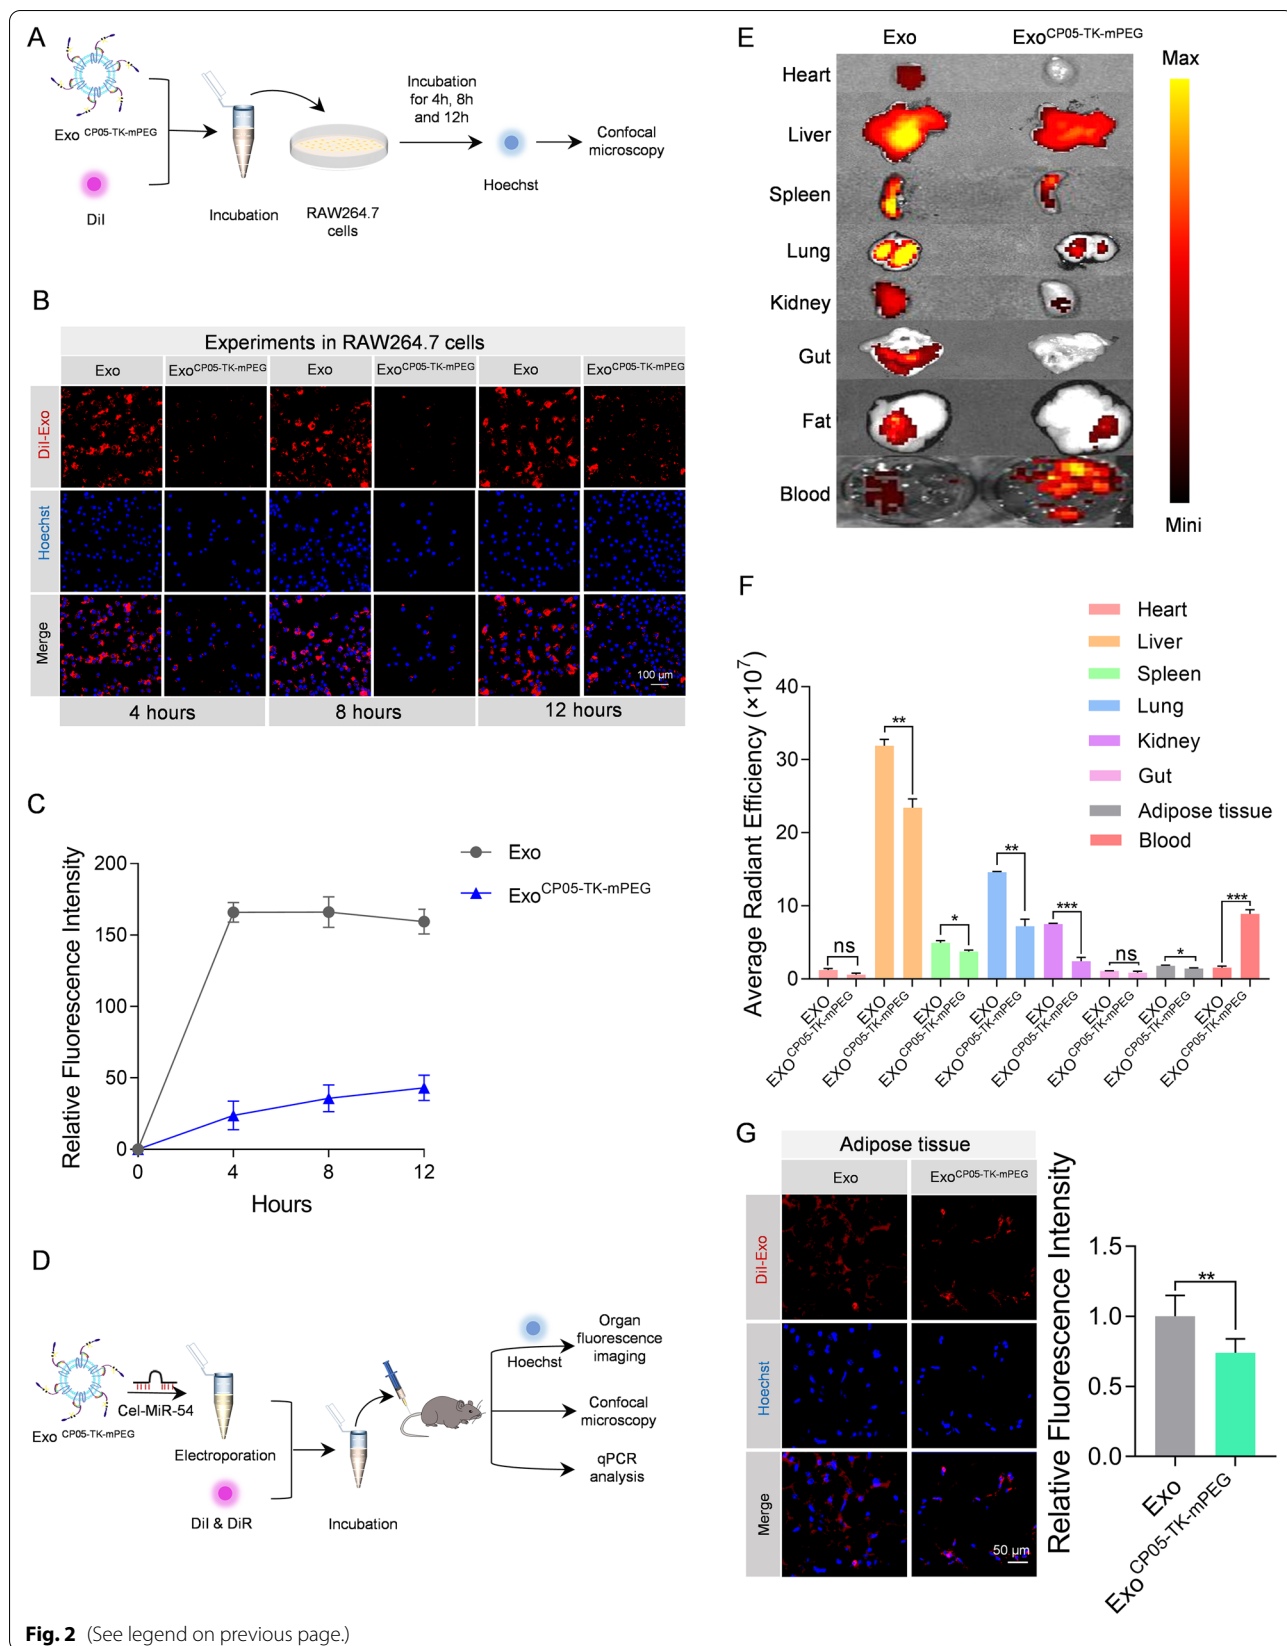 A
Exo CP05-TK-mPEG
DiI
Incubation
RAW264.7
cells
Incubation
for 4h, 8h
and 12h
Hoechst
Confocal
microscopy
B
Experiments in RAW264.7 cells
Exo
ExoCP05-TK-mPEG
Exo
ExoCP05-TK-mPEG
Exo
ExoCP05-TK-mPEG
DiI-Exo
Hoechst
Merge
100 μm
4 hours
8 hours
12 hours
C
Relative Fluorescence Intensity
200
150
100
50
0
0
4
8
12
Hours
Exo
ExoCP05-TK-mPEG
D
Exo CP05-TK-mPEG
Cel-MiR-54
Electroporation
DiI & DiR
Incubation
Hoechst
Organ
fluorescence
imaging
Confocal
microscopy
qPCR
analysis
E
Exo
ExoCP05-TK-mPEG
Heart
Liver
Spleen
Lung
Kidney
Gut
Fat
Blood
Max
Mini
F
Average Radiant Efficiency (×10⁷)
40
30
20
10
0
Heart
Liver
Spleen
Lung
Kidney
Gut
Adipose tissue
Blood
ns
**
*
**
***
ns
*
***
EXO
EXOCP05-TK-mPEG
EXO
EXOCP05-TK-mPEG
EXO
EXOCP05-TK-mPEG
EXO
EXOCP05-TK-mPEG
EXO
EXOCP05-TK-mPEG
EXO
EXOCP05-TK-mPEG
EXO
EXOCP05-TK-mPEG
EXO
EXOCP05-TK-mPEG
G
Adipose tissue
Exo
ExoCP05-TK-mPEG
DiI-Exo
Hoechst
Merge
50 μm
Relative Fluorescence Intensity
1.5
1.0
0.5
0.0
**
Exo
ExoCP05-TK-mPEG
Fig. 2 (See legend on previous page.)